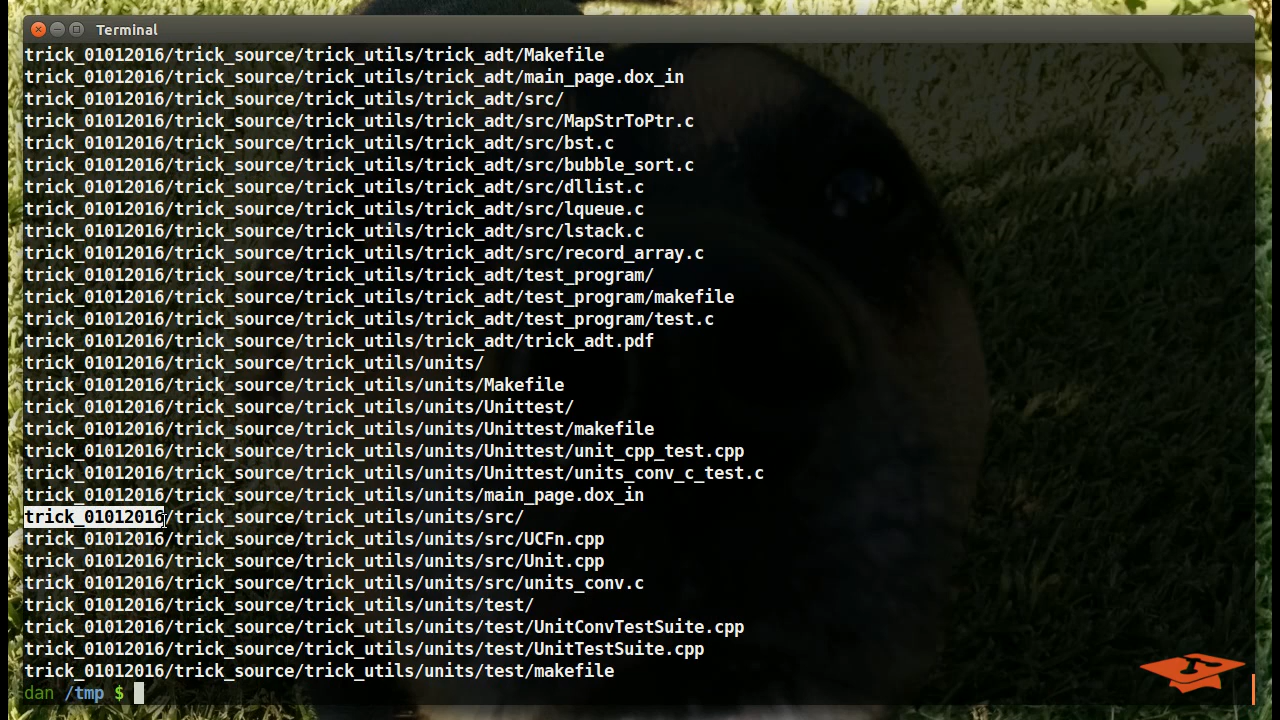 Terminal
trick_01012016/trick_source/trick_utils/trick_adt/Makefile
trick_01012016/trick_source/trick_utils/trick_adt/main_page.dox_in
trick_01012016/trick_source/trick_utils/trick_adt/src/
trick_01012016/trick_source/trick_utils/trick_adt/src/MapStrToPtr.c
trick_01012016/trick_source/trick_utils/trick_adt/src/bst.c
trick_01012016/trick_source/trick_utils/trick_adt/src/bubble_sort.c
trick_01012016/trick_source/trick_utils/trick_adt/src/dllist.c
trick_01012016/trick_source/trick_utils/trick_adt/src/lqueue.c
trick_01012016/trick_source/trick_utils/trick_adt/src/lstack.c
trick_01012016/trick_source/trick_utils/trick_adt/src/record_array.c
trick_01012016/trick_source/trick_utils/trick_adt/test_program/
trick_01012016/trick_source/trick_utils/trick_adt/test_program/makefile
trick_01012016/trick_source/trick_utils/trick_adt/test_program/test.c
trick_01012016/trick_source/trick_utils/trick_adt/trick_adt.pdf
trick_01012016/trick_source/trick_utils/units/
trick_01012016/trick_source/trick_utils/units/Makefile
trick_01012016/trick_source/trick_utils/units/Unittest/
trick_01012016/trick_source/trick_utils/units/Unittest/makefile
trick_01012016/trick_source/trick_utils/units/Unittest/unit_cpp_test.cpp
trick_01012016/trick_source/trick_utils/units/Unittest/units_conv_c_test.c
trick_01012016/trick_source/trick_utils/units/main_page.dox_in
trick_01012016/trick_source/trick_utils/units/src/
trick_01012016/trick_source/trick_utils/units/src/UCFn.cpp
trick_01012016/trick_source/trick_utils/units/src/Unit.cpp
trick_01012016/trick_source/trick_utils/units/src/units_conv.c
trick_01012016/trick_source/trick_utils/units/test/
trick_01012016/trick_source/trick_utils/units/test/UnitConvTestSuite.cpp
trick_01012016/trick_source/trick_utils/units/test/UnitTestSuite.cpp
trick_01012016/trick_source/trick_utils/units/test/makefile
dan /tmp $